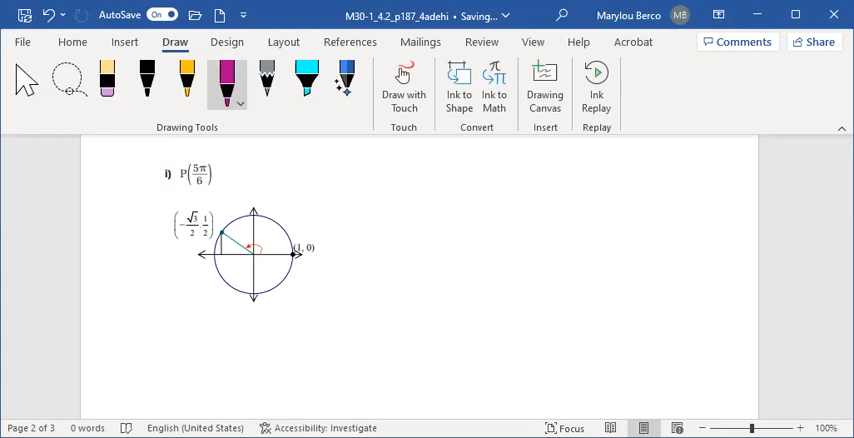 AutoSave On M30-1_4.2_p187_4adehi • Saving... Marylou Berco MB
File Home Insert Draw Design Layout References Mailings Review View Help Acrobat Comments Share
Draw with Touch
Ink to Shape
Ink to Math
Drawing Canvas
Ink Replay
Drawing Tools Touch Convert Insert Replay
i) P(5π/6)
(-√3/2, 1/2)
(1, 0)
Page 2 of 3 0 words English (United States) Accessibility: Investigate Focus 100%